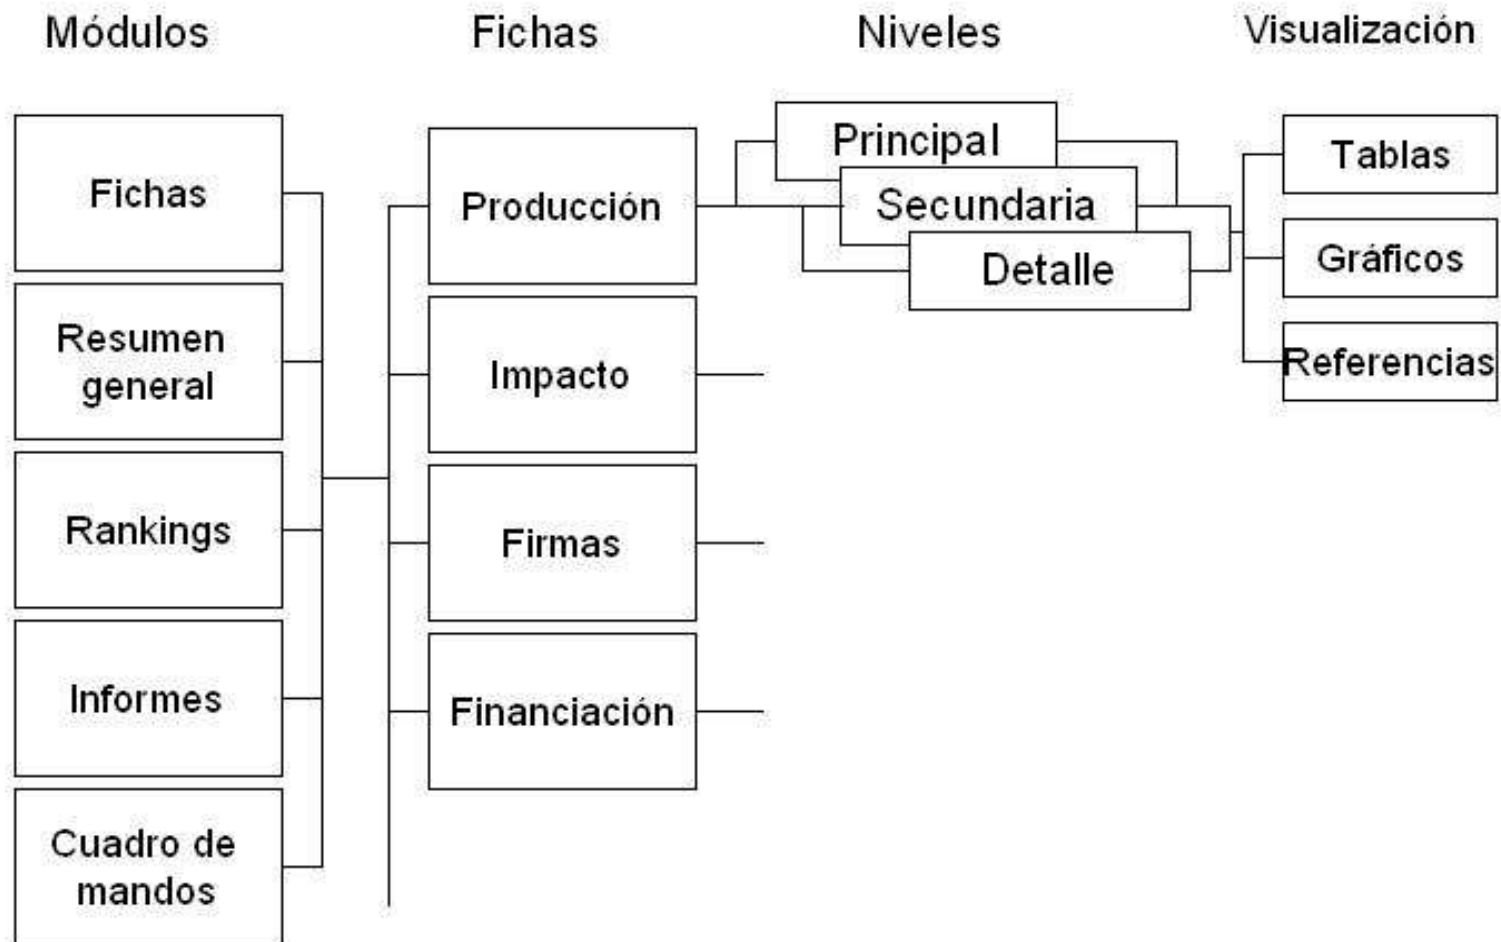 Módulos
Fichas
Resumen
general
Rankings
Informes
Cuadro de
mandos
Fichas
Producción
Impacto
Firmas
Financiación
Niveles
Principal
Secundaria
Detalle
Visualización
Tablas
Gráficos
Referencias